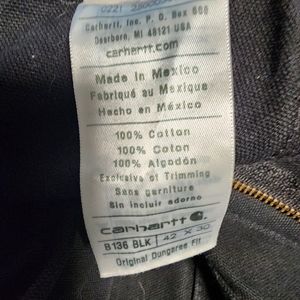 Carhartt, Inc. P. O. Box 600
Dearborn, MI 48121 USA
carhartt.com
Made in Mexico
Fabriqué au Mexique
Hecho en México
100% Cotton
100% Coton
100% Algodón
Exclusive of Trimming
Sans garniture
Sin incluir adorno
carhartt
B136 BLK 42 X 30
Original Dungaree Fit